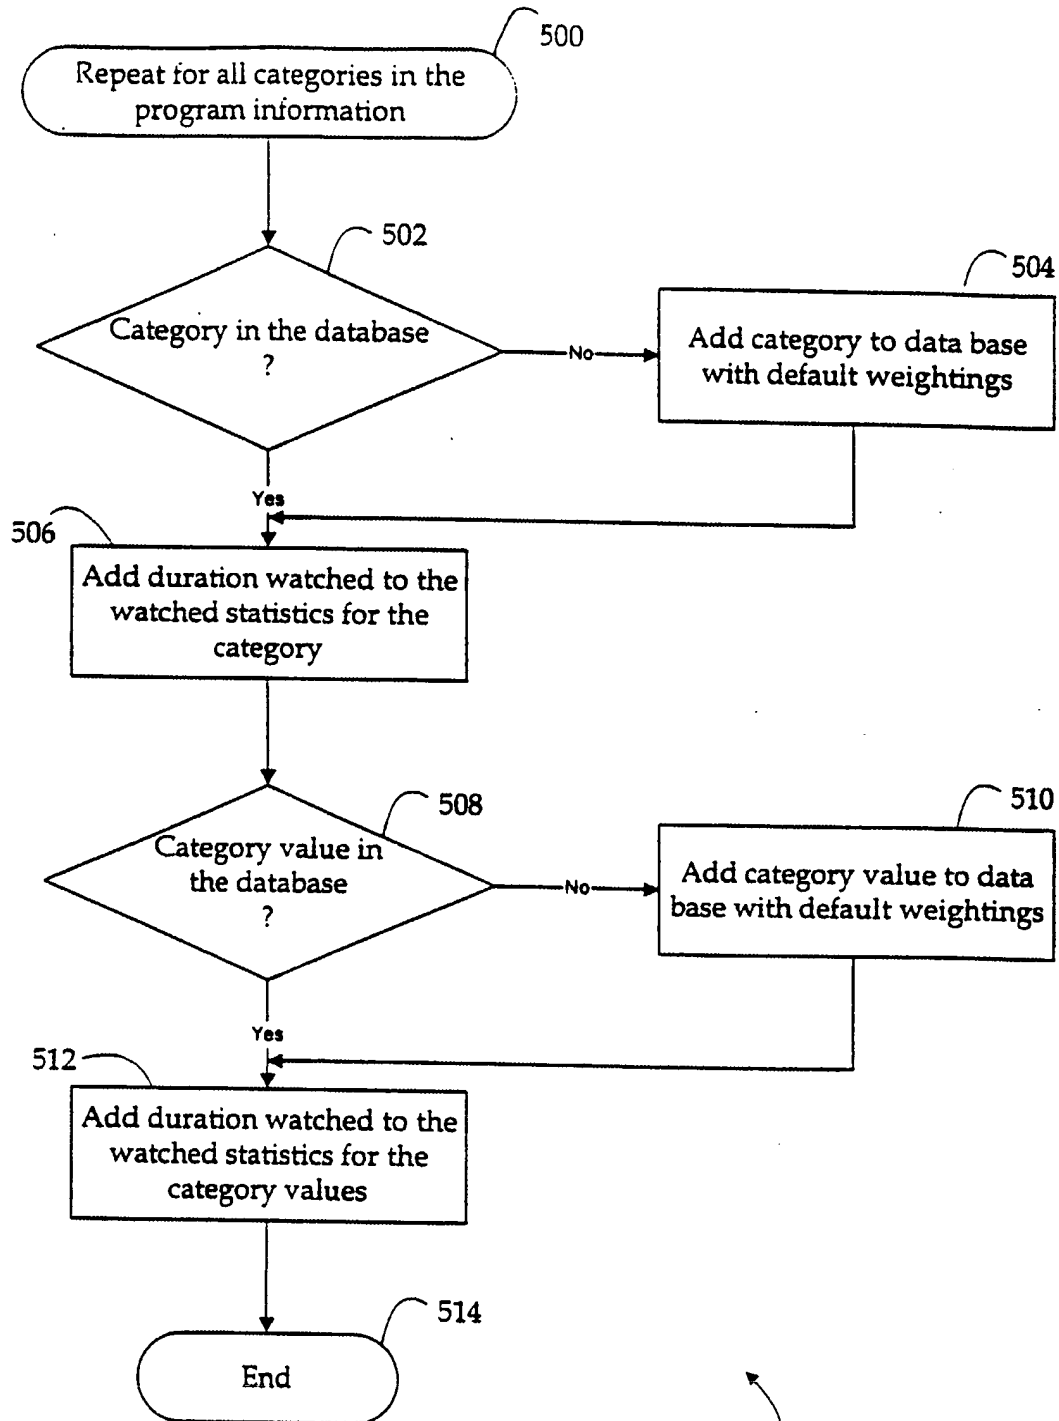 500
Repeat for all categories in the
program information
502
Category in the database
?
No
504
Add category to data base
with default weightings
Yes
506
Add duration watched to the
watched statistics for the
category
508
Category value in
the database
?
No
510
Add category value to data
base with default weightings
Yes
512
Add duration watched to the
watched statistics for the
category values
514
End